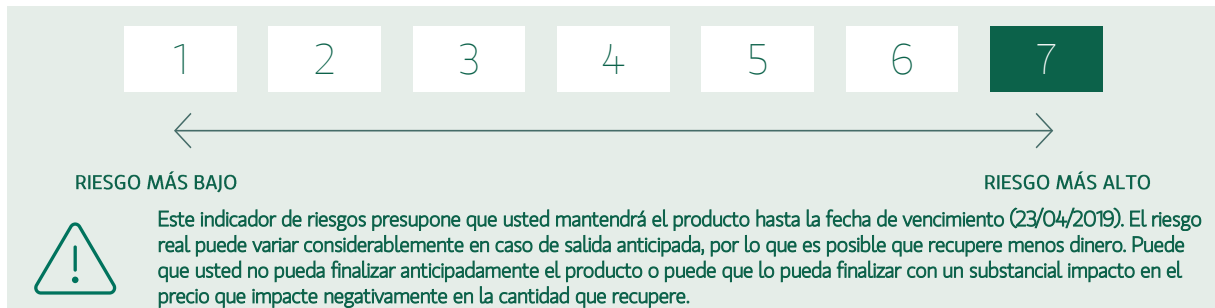 1 2 3 4 5 6 7
RIESGO MÁS BAJO RIESGO MÁS ALTO
Este indicador de riesgos presupone que usted mantendrá el producto hasta la fecha de vencimiento (23/04/2019). El riesgo
real puede variar considerablemente en caso de salida anticipada, por lo que es posible que recupere menos dinero. Puede
que usted no pueda finalizar anticipadamente el producto o puede que lo pueda finalizar con un substancial impacto en el
precio que impacte negativamente en la cantidad que recupere.